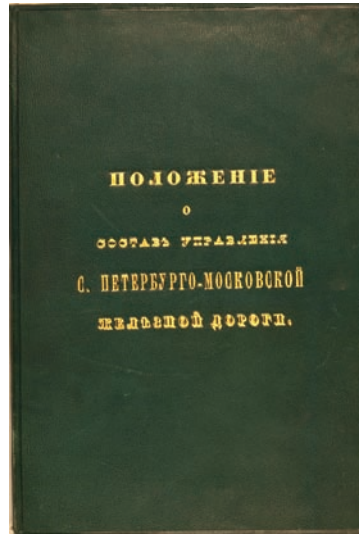 ПОЛОЖЕНІЕ
О
СОСТАВѢ УПРАВЛЕНІЯ
С. ПЕТЕРБУРГО-МОСКОВСКОЙ
ЖЕЛѢЗНОЙ ДОРОГИ.